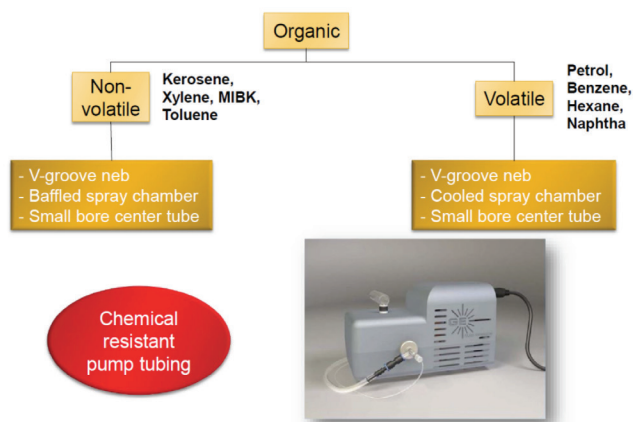 Organic
Non-
volatile
Kerosene,
Xylene, MIBK,
Toluene
Volatile
Petrol,
Benzene,
Hexane,
Naphtha
- V-groove neb
- Baffled spray chamber
- Small bore center tube
- V-groove neb
- Cooled spray chamber
- Small bore center tube
Chemical
resistant
pump tubing